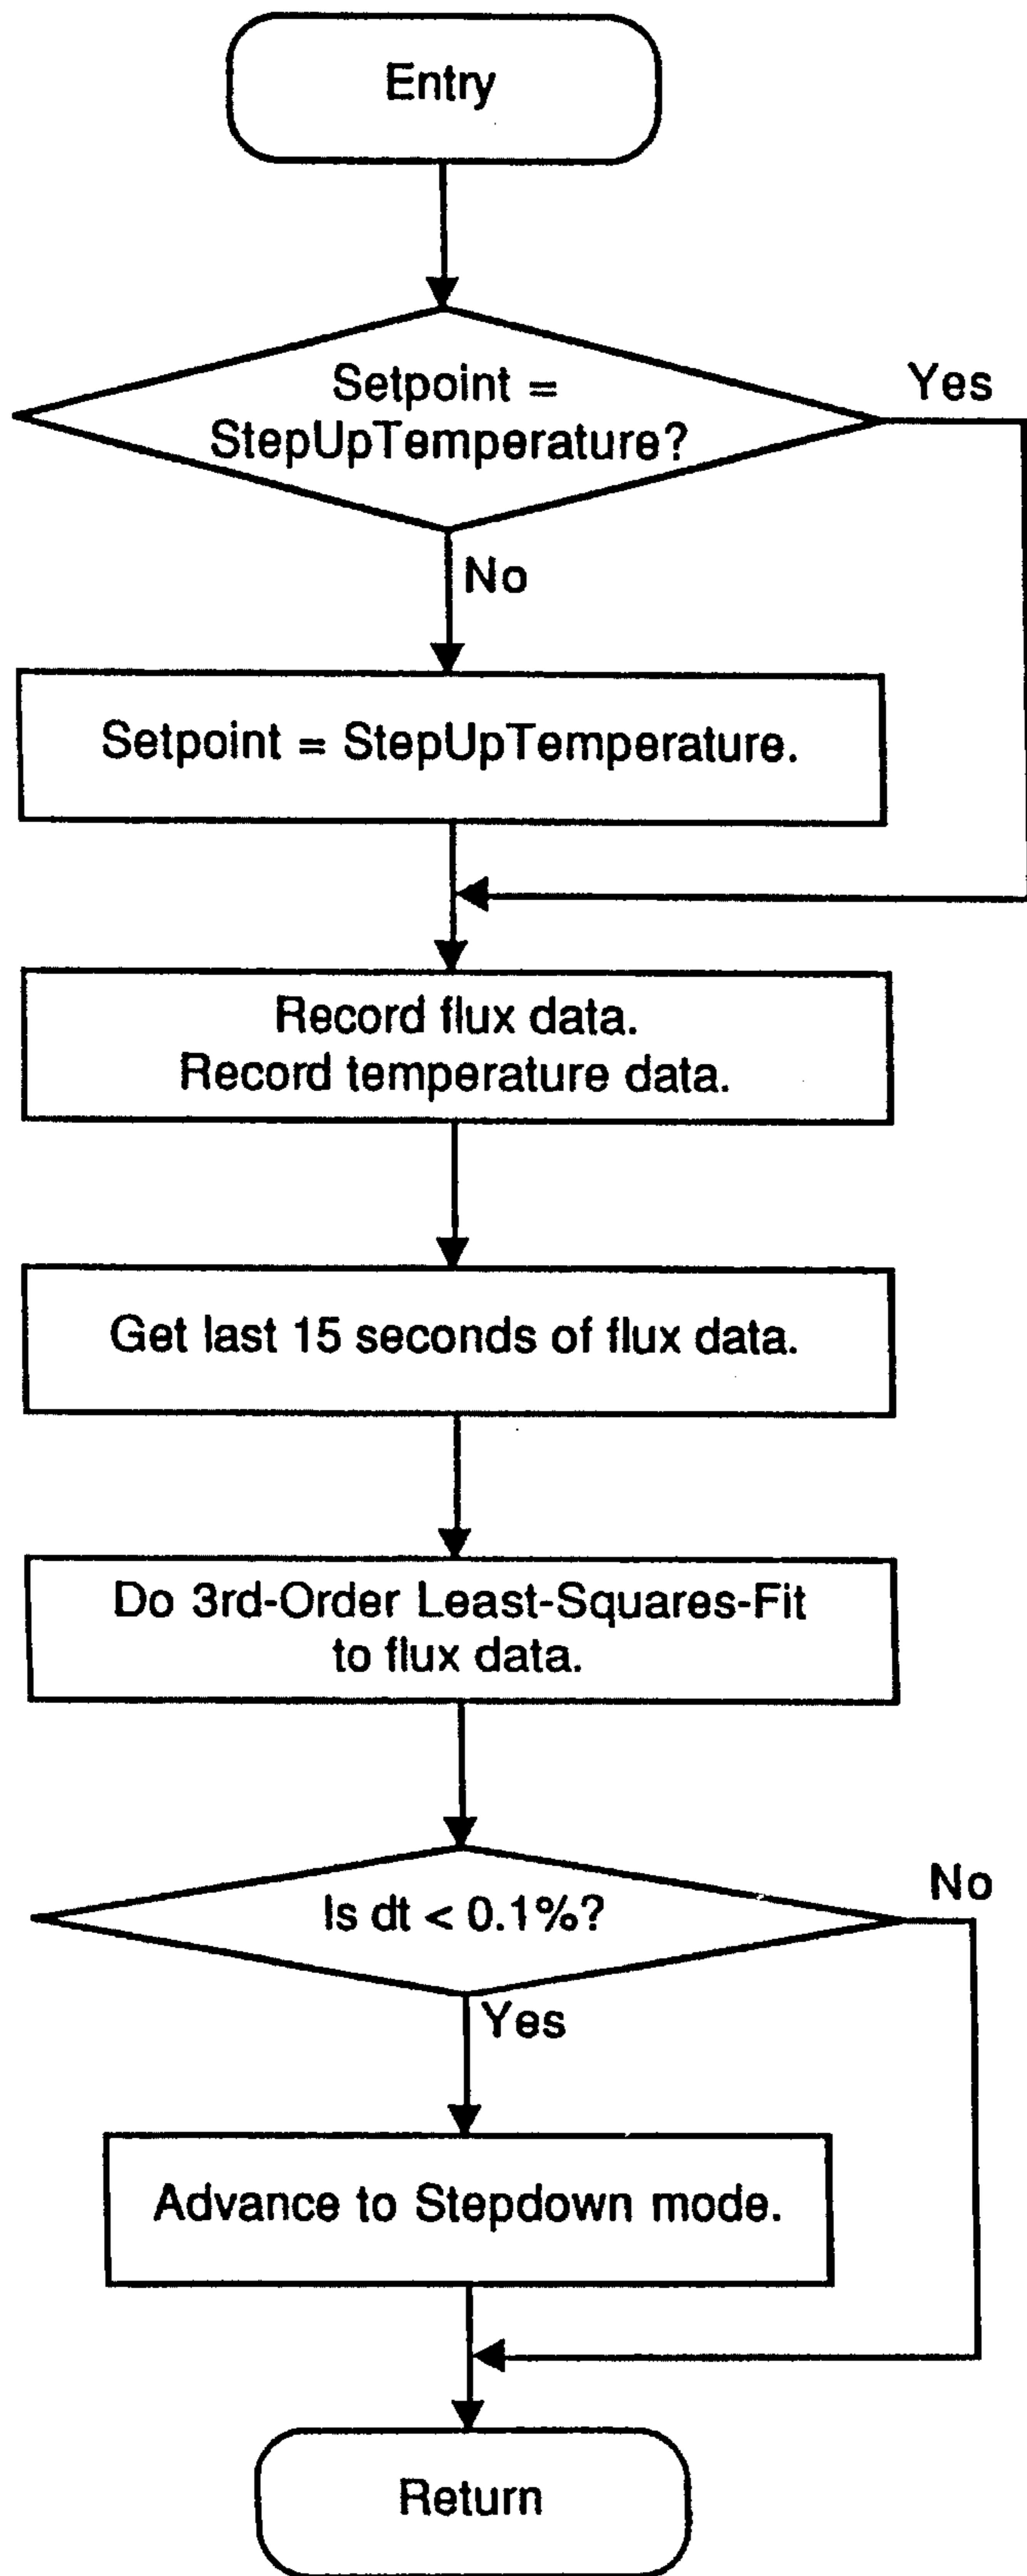 Entry
Setpoint =
StepUpTemperature?
Yes
No
Setpoint = StepUpTemperature.
Record flux data.
Record temperature data.
Get last 15 seconds of flux data.
Do 3rd-Order Least-Squares-Fit
to flux data.
Is dt < 0.1%?
No
Yes
Advance to Stepdown mode.
Return